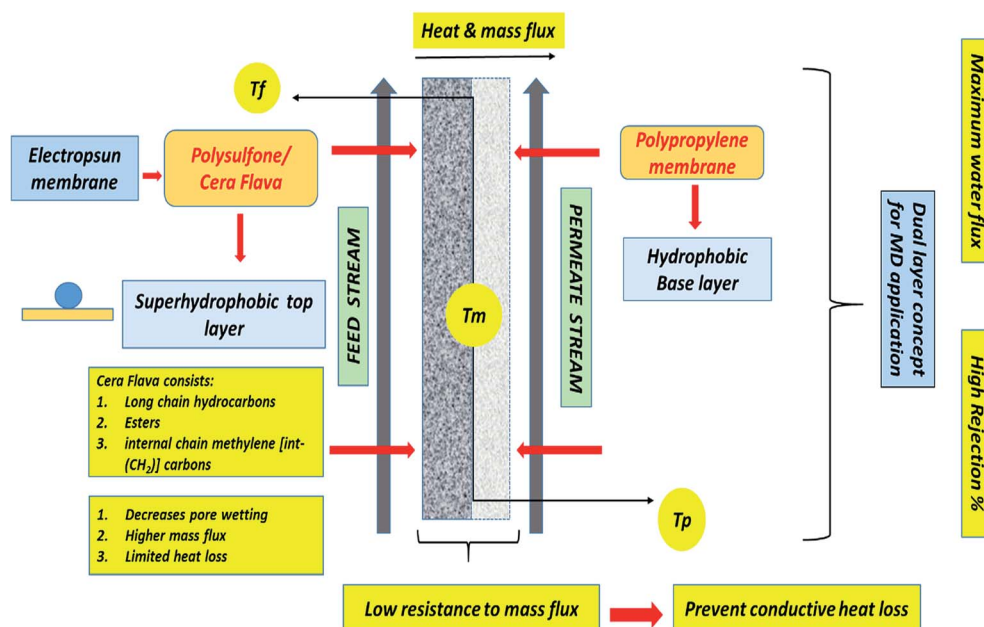 Heat & mass flux
Tf
Electropsun
membrane
Polysulfone/
Cera Flava
Superhydrophobic top
layer
Cera Flava consists:
1. Long chain hydrocarbons
2. Esters
3. internal chain methylene [int-
(CH₂)] carbons
1. Decreases pore wetting
2. Higher mass flux
3. Limited heat loss
FEED STREAM
Tm
PERMEATE STREAM
Polypropylene
membrane
Hydrophobic
Base layer
Tp
Low resistance to mass flux
Prevent conductive heat loss
Dual layer concept
for MD application
Maximum water
flux
High Rejection %